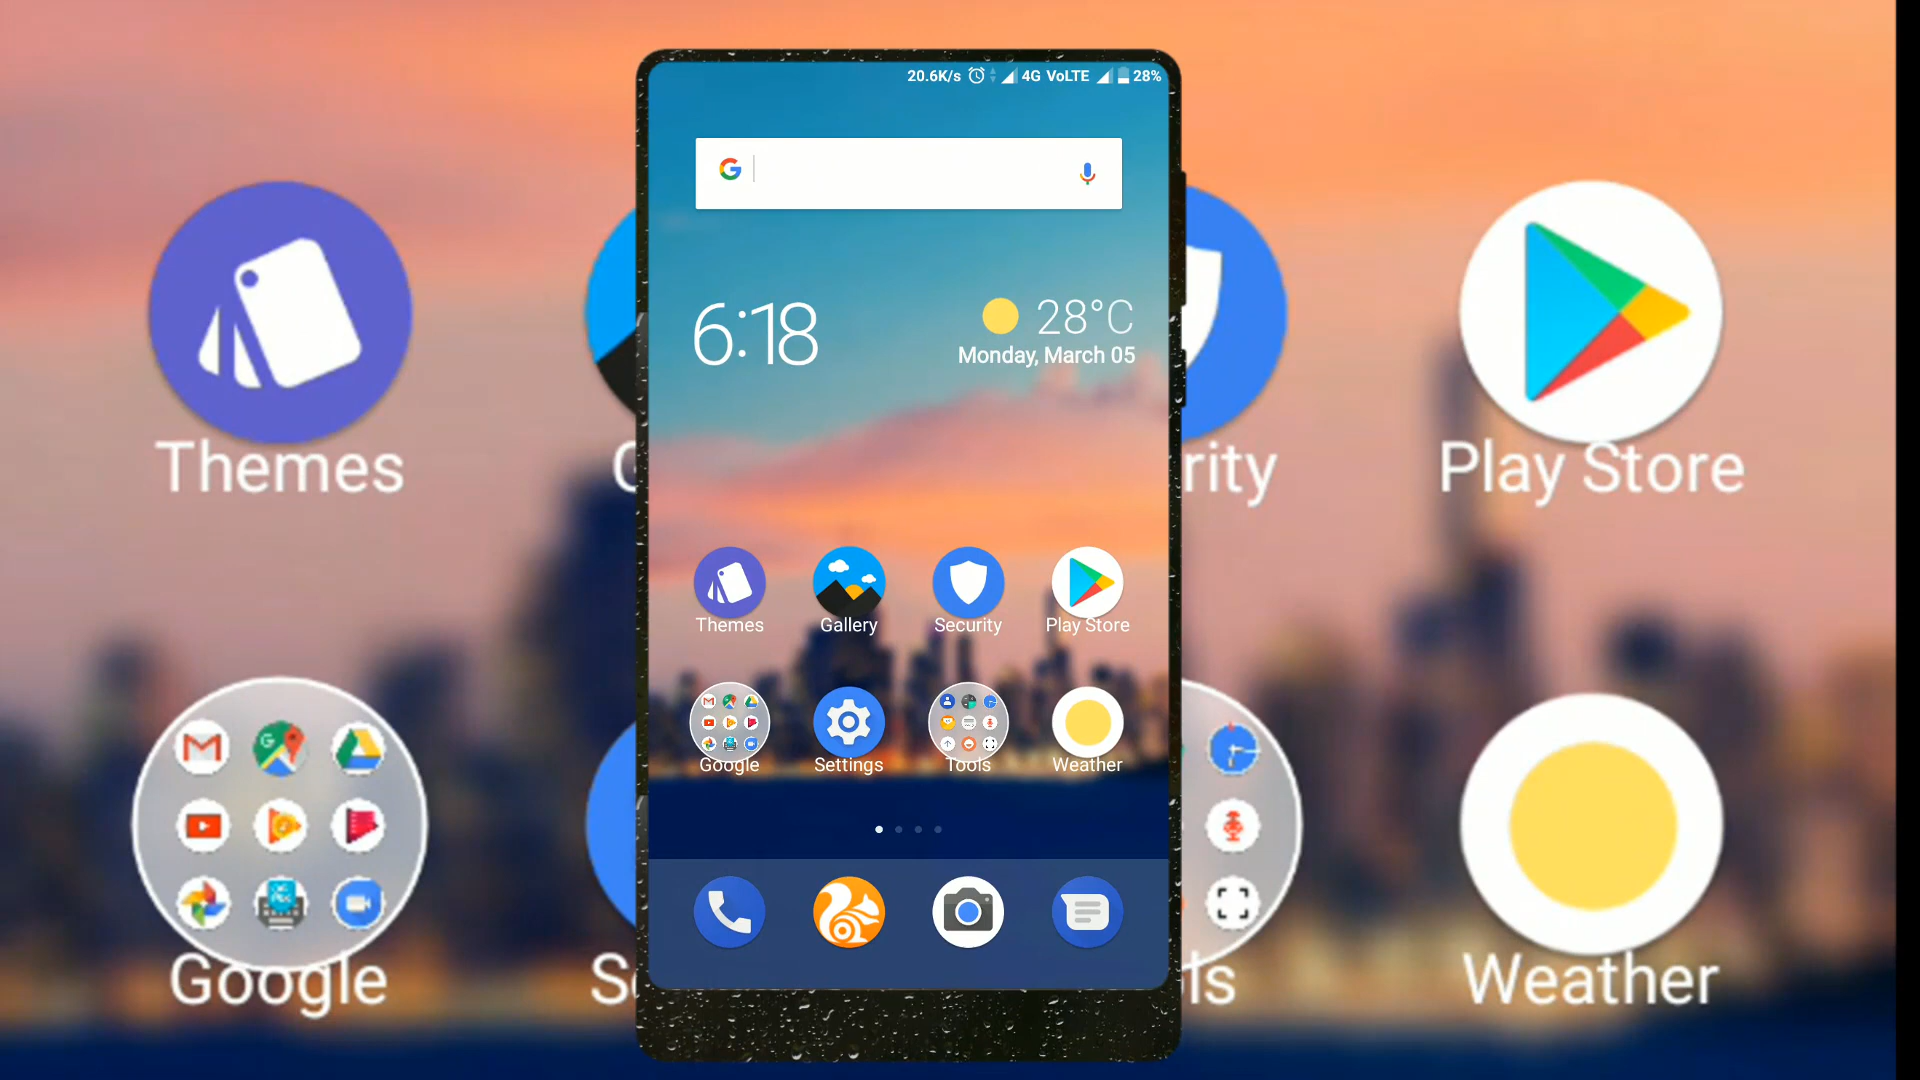 20.6K/s 4G VoLTE 28%
6:18
28°C
Monday, March 05
Themes Gallery Security Play Store
Google Settings Tools Weather
Themes
rity
Play Store
Google
ls
Weather